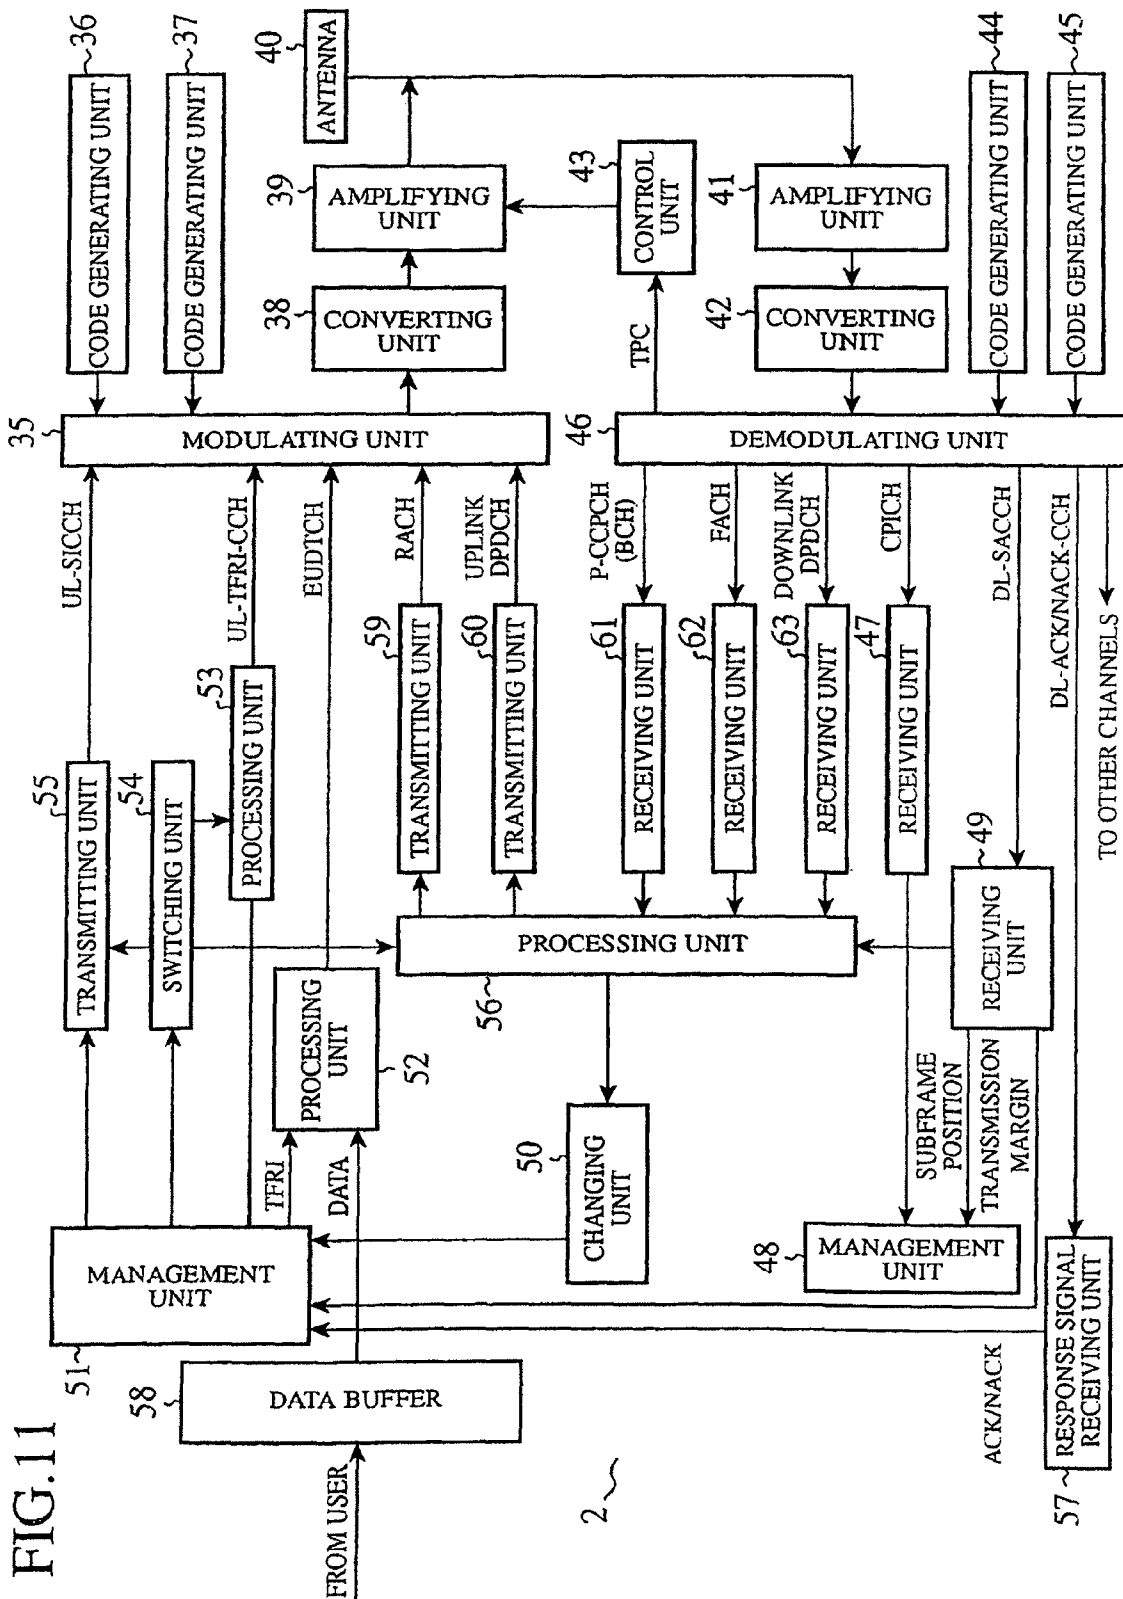 FIG.11
36
CODE GENERATING UNIT
37
CODE GENERATING UNIT
40
ANTENNA
39
AMPLIFYING
UNIT
43
CONTROL
UNIT
41
AMPLIFYING
UNIT
44
CODE GENERATING UNIT
45
CODE GENERATING UNIT
38
CONVERTING
UNIT
TPC
42
CONVERTING
UNIT
35
MODULATING UNIT
46
DEMODULATING UNIT
UL-SICCH
UL-TFRI-CCH
EUDTCH
RACH
UPLINK
DPDCH
P-CCPCH
(BCH)
FACH
DOWNLINK
DPDCH
CPICH
DL-SACCH
DL-ACK/NACK-CCH
TO OTHER CHANNELS
55
TRANSMITTING UNIT
54
SWITCHING UNIT
53
PROCESSING UNIT
59
TRANSMITTING UNIT
60
TRANSMITTING UNIT
61
RECEIVING UNIT
62
RECEIVING UNIT
63
RECEIVING UNIT
47
RECEIVING UNIT
49
RECEIVING
UNIT
PROCESSING UNIT
56
PROCESSING
UNIT
52
TFRI
DATA
50
CHANGING
UNIT
SUBFRAME
POSITION
TRANSMISSION
MARGIN
MANAGEMENT
UNIT
51
48
MANAGEMENT
UNIT
58
DATA BUFFER
FROM USER
2
ACK/NACK
RESPONSE SIGNAL
RECEIVING UNIT
57